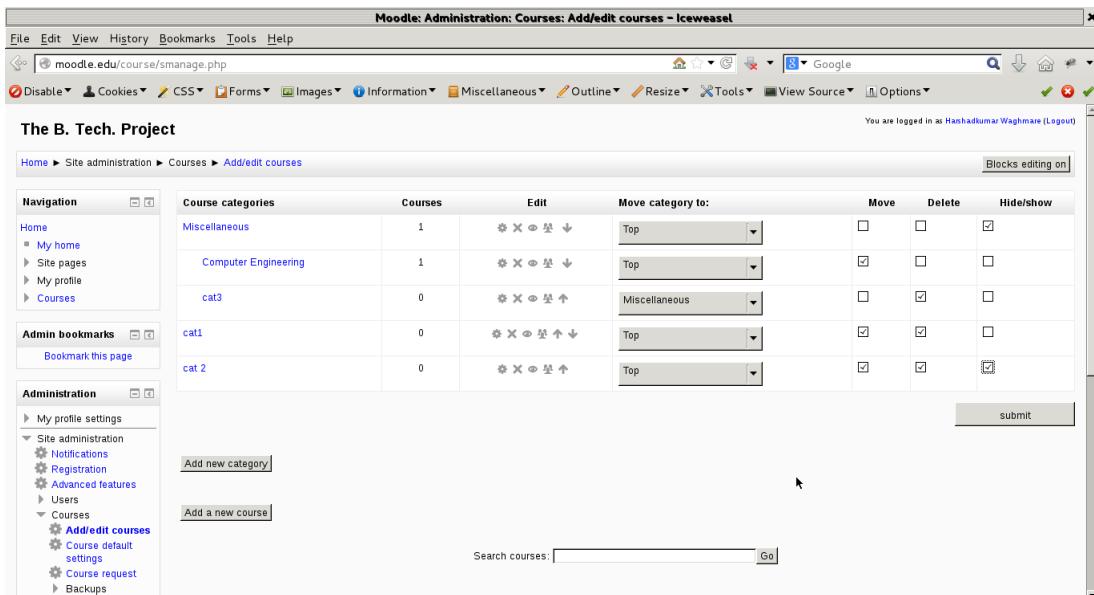 Moodle: Administration: Courses: Add/edit courses – Iceweasel
File Edit View History Bookmarks Tools Help
moodle.edu/course/smanage.php
Google
Disable Cookies CSS Forms Images Information Miscellaneous Outline Resize Tools View Source Options
The B. Tech. Project
You are logged in as Harshadkumar Waghmare (Logout)
Home ► Site administration ► Courses ► Add/edit courses
Blocks editing on
Navigation
Home
My home
Site pages
My profile
Courses
Admin bookmarks
Bookmark this page
Administration
My profile settings
Site administration
Notifications
Registration
Advanced features
Users
Courses
Add/edit courses
Course default
settings
Course request
Backups
Course categories Courses Edit Move category to: Move Delete Hide/show
Miscellaneous 1 Top
Computer Engineering 1 Top
cat3 0 Miscellaneous
cat1 0 Top
cat 2 0 Top
submit
Add new category
Add a new course
Search courses: Go